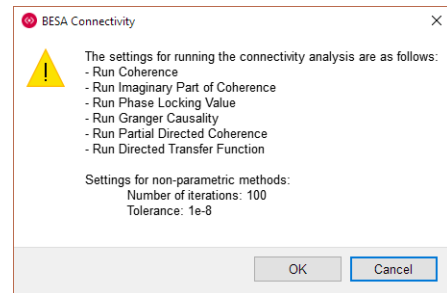 BESA Connectivity
The settings for running the connectivity analysis are as follows:
- Run Coherence
- Run Imaginary Part of Coherence
- Run Phase Locking Value
- Run Granger Causality
- Run Partial Directed Coherence
- Run Directed Transfer Function
Settings for non-parametric methods:
Number of iterations: 100
Tolerance: 1e-8
OK Cancel